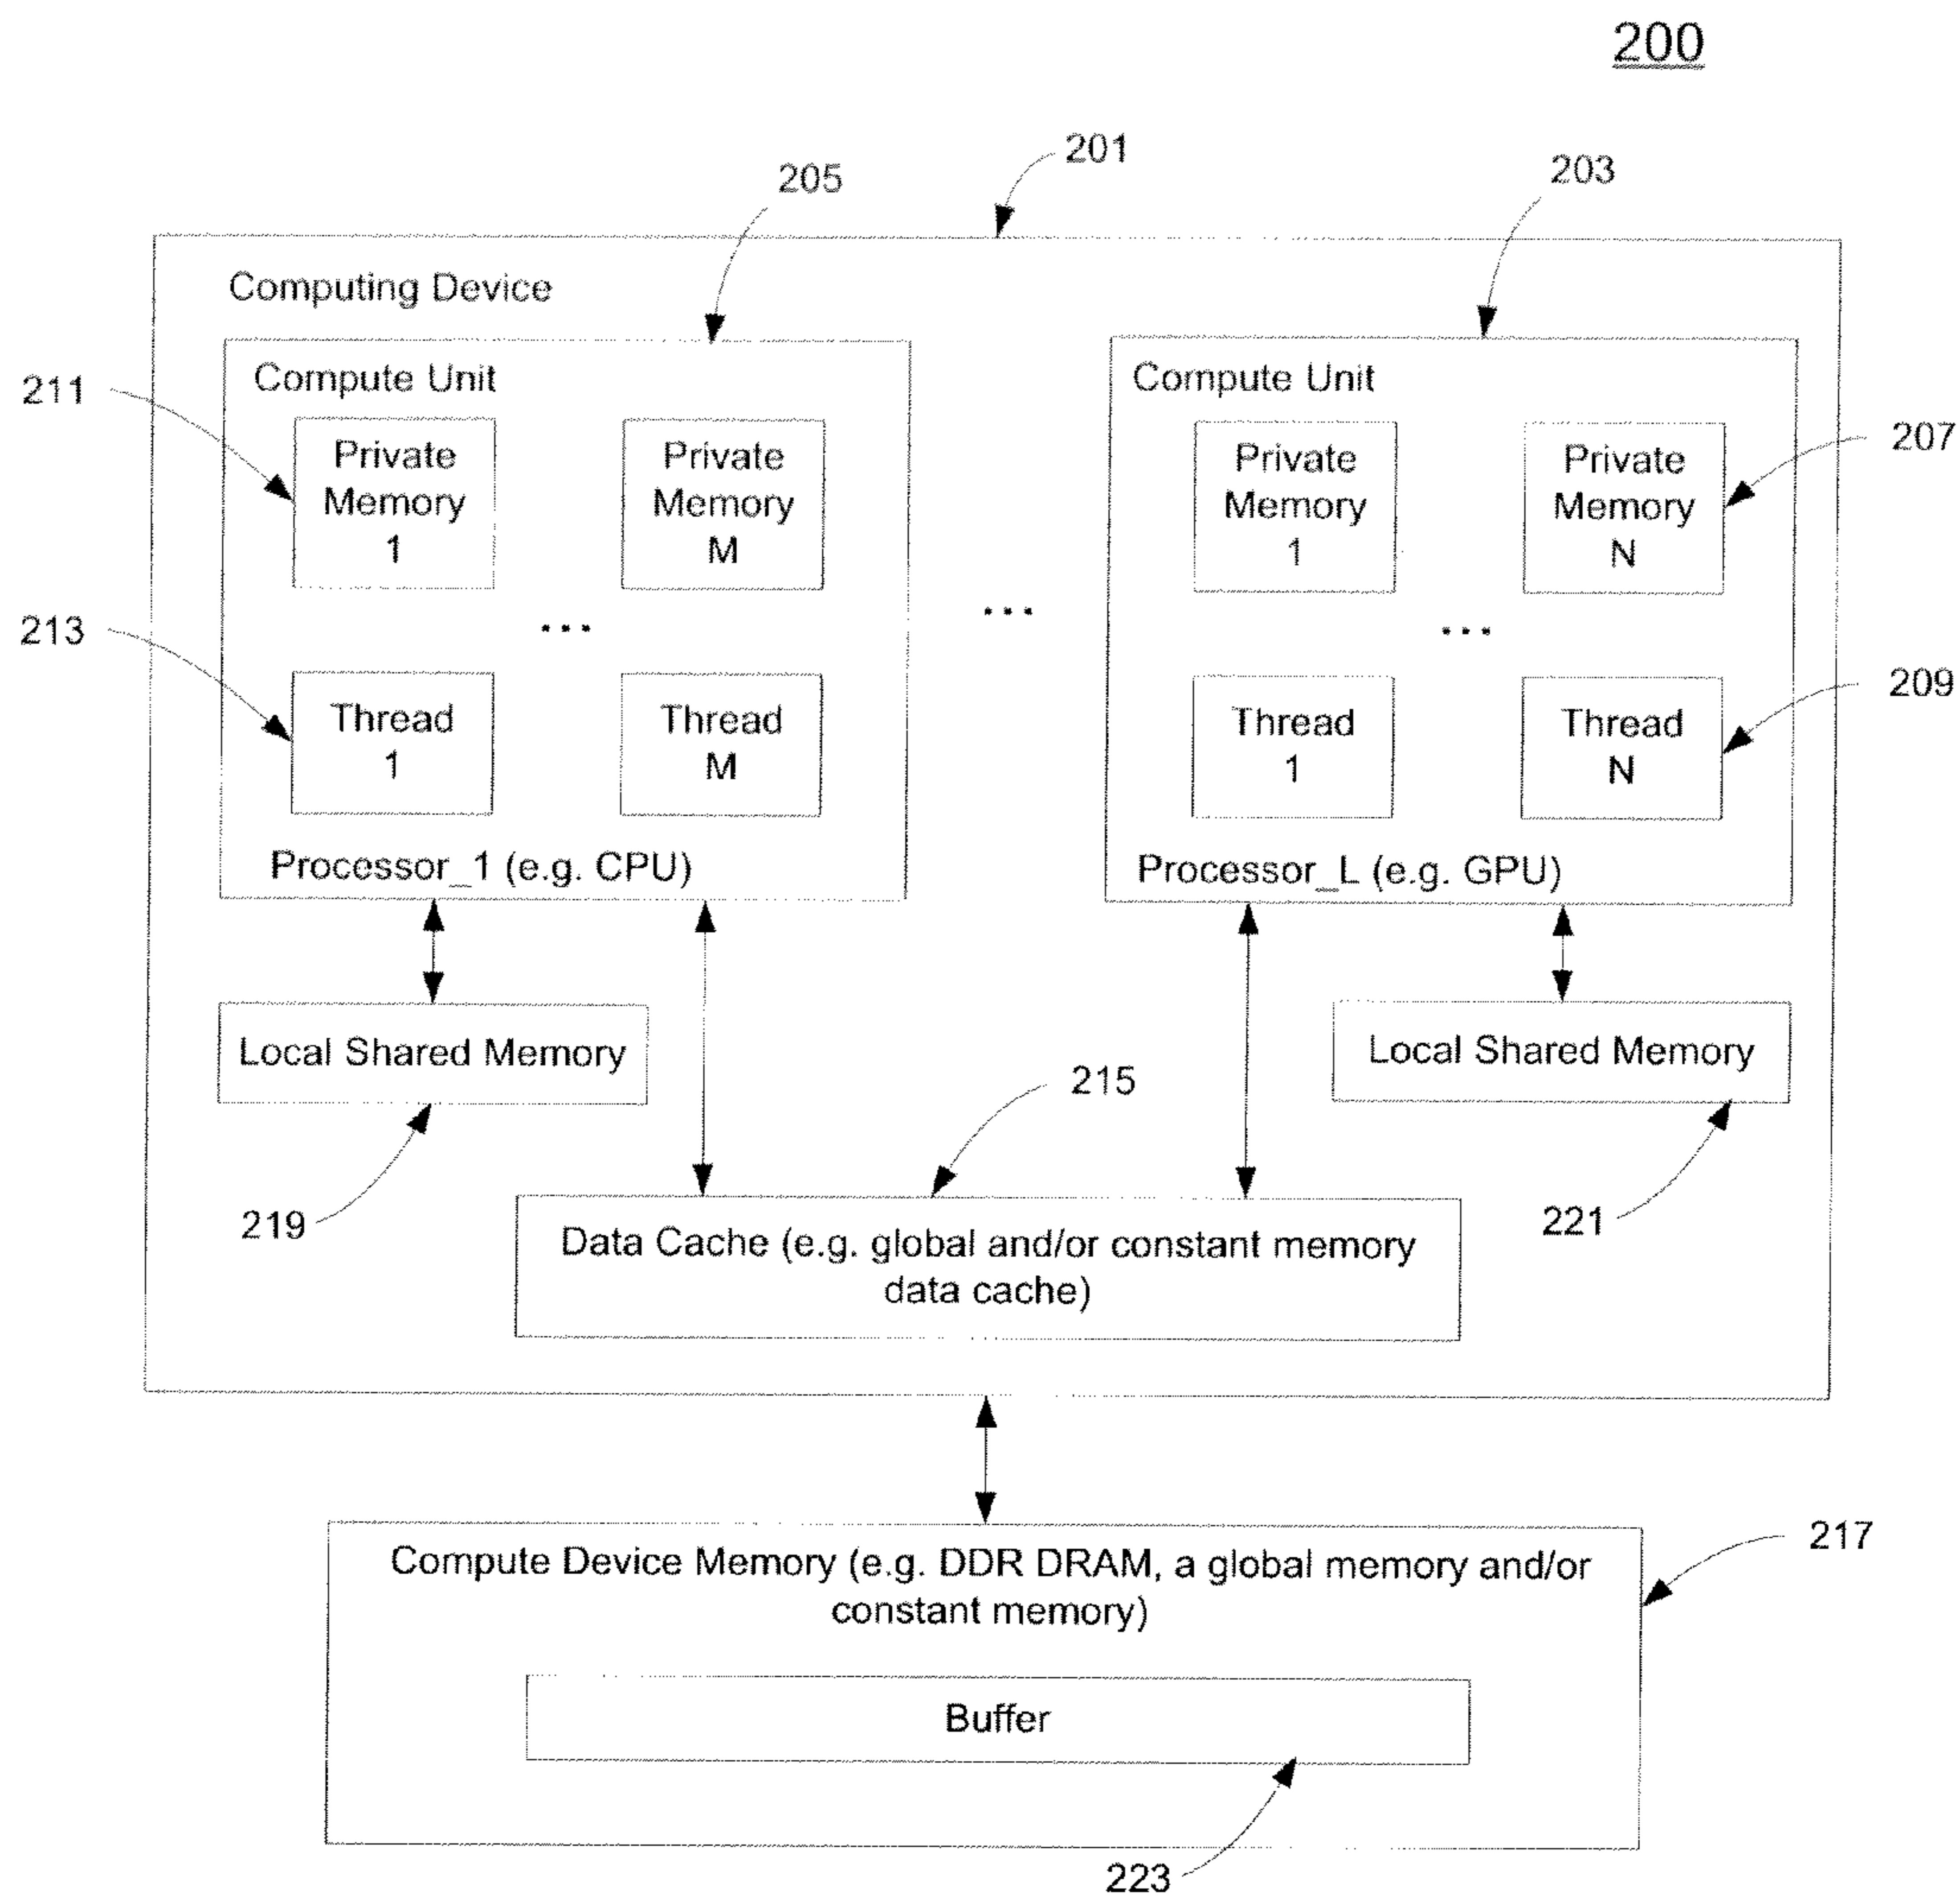 200
201
205
203
Computing Device
Compute Unit
Compute Unit
211
207
Private
Memory
1
Private
Memory
M
Private
Memory
1
Private
Memory
N
...
...
...
213
209
Thread
1
Thread
M
Thread
1
Thread
N
Processor_1 (e.g. CPU)
Processor_L (e.g. GPU)
Local Shared Memory
Local Shared Memory
215
219
221
Data Cache (e.g. global and/or constant memory
data cache)
217
Compute Device Memory (e.g. DDR DRAM, a global memory and/or
constant memory)
Buffer
223